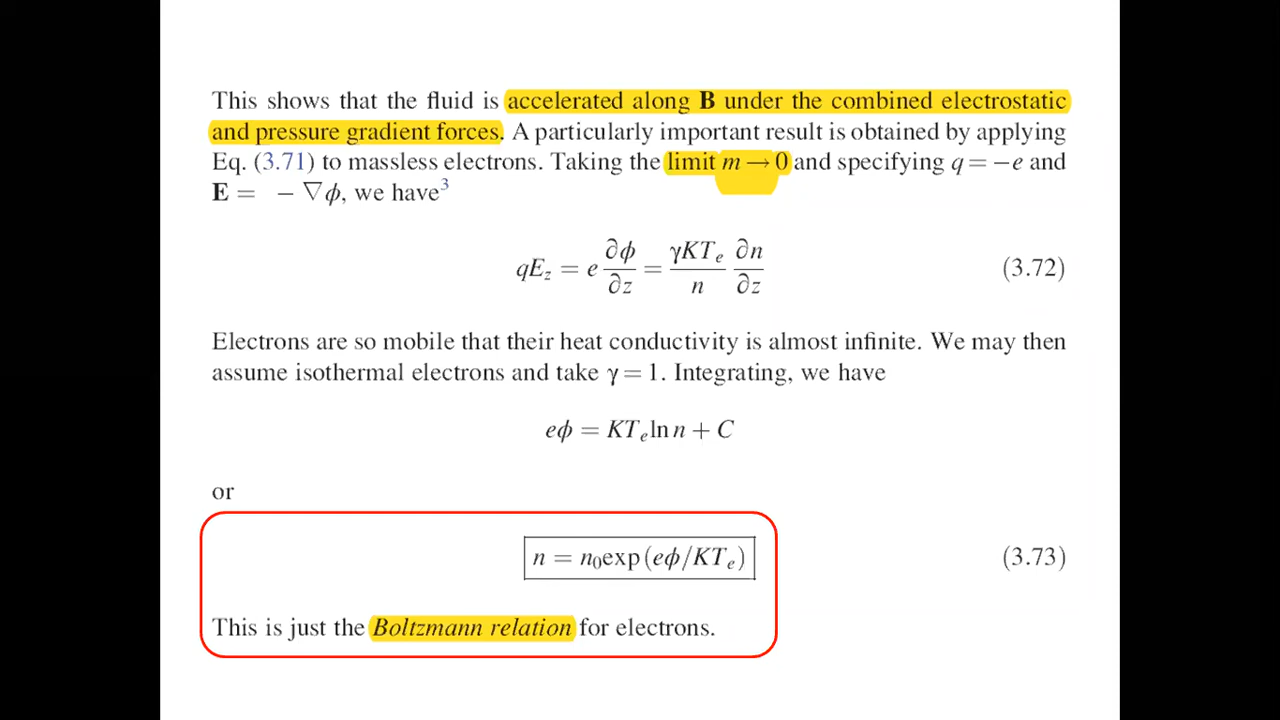 This shows that the fluid is accelerated along B under the combined electrostatic
and pressure gradient forces. A particularly important result is obtained by applying
Eq. (3.71) to massless electrons. Taking the limit m → 0 and specifying q = −e and
E = − ∇ϕ, we have³
qE_z = e ∂ϕ/∂z = γKT_e/n ∂n/∂z (3.72)
Electrons are so mobile that their heat conductivity is almost infinite. We may then
assume isothermal electrons and take γ = 1. Integrating, we have
eϕ = KT_e ln n + C
or
n = n₀exp(eϕ/KT_e) (3.73)
This is just the Boltzmann relation for electrons.